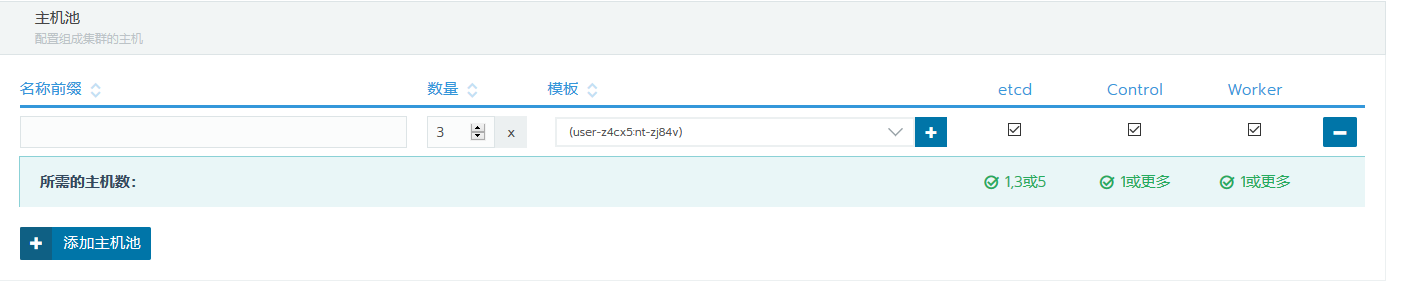 主机池
配置组成集群的主机
名称前缀 数量 模板 etcd Control Worker
3 x (user-z4cx5:nt-zj84v)
所需的主机数: 1,3或5 1或更多 1或更多
添加主机池